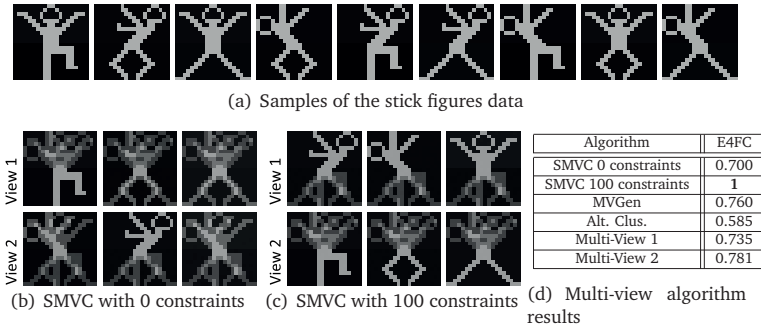 (a) Samples of the stick figures data
View 1
View 2
(b) SMVC with 0 constraints
View 1
View 2
(c) SMVC with 100 constraints
Algorithm E4FC
SMVC 0 constraints 0.700
SMVC 100 constraints 1
MVGen 0.760
Alt. Clus. 0.585
Multi-View 1 0.735
Multi-View 2 0.781
(d) Multi-view algorithm
results